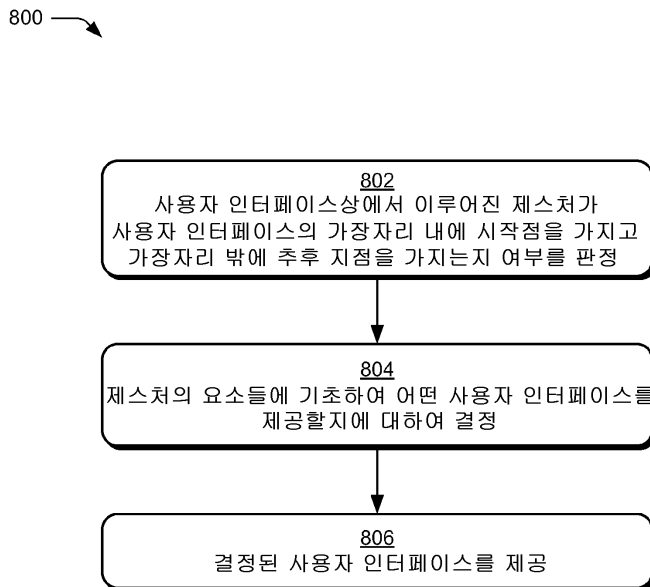 800
802
사용자 인터페이스상에서 이루어진 제스처가
사용자 인터페이스의 가장자리 내에 시작점을 가지고
가장자리 밖에 추후 지점을 가지는지 여부를 판정
804
제스처의 요소들에 기초하여 어떤 사용자 인터페이스를
제공할지에 대하여 결정
806
결정된 사용자 인터페이스를 제공